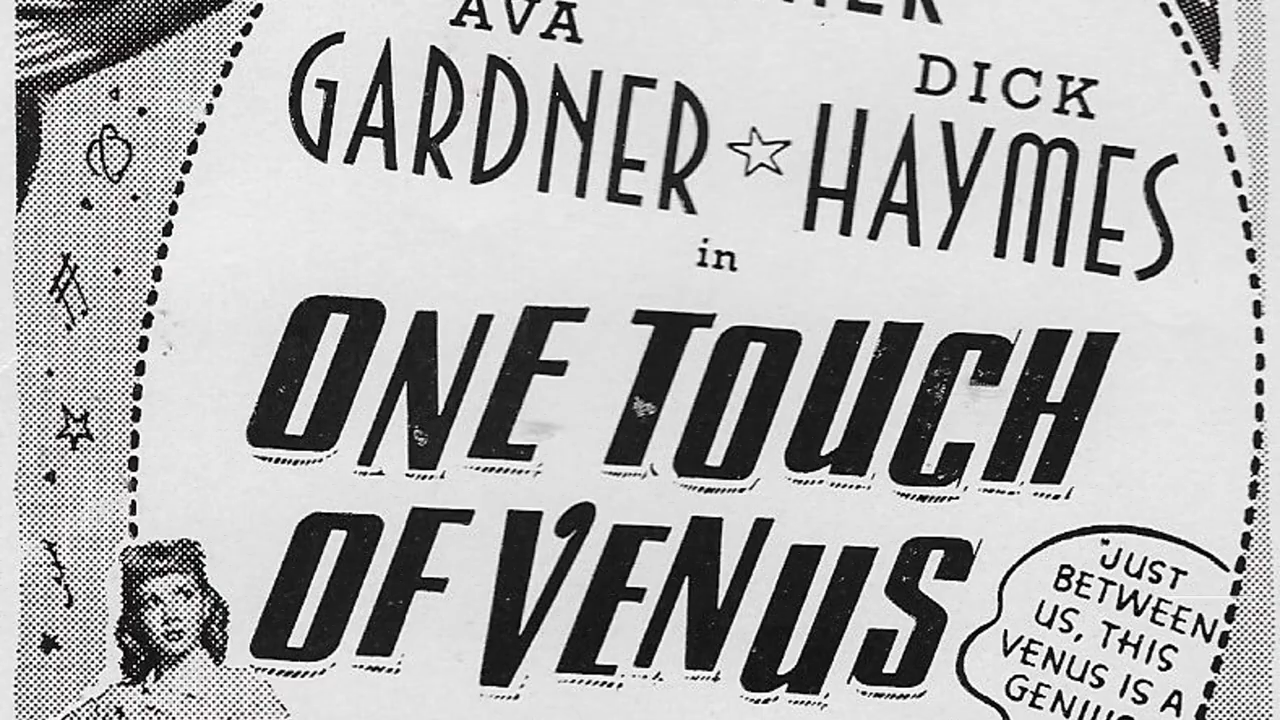 AVA
GARDNER ☆ HAYMES
DICK
in
ONE TOUCH
OF VENUS
"JUST
BETWEEN
US, THIS
VENUS IS A